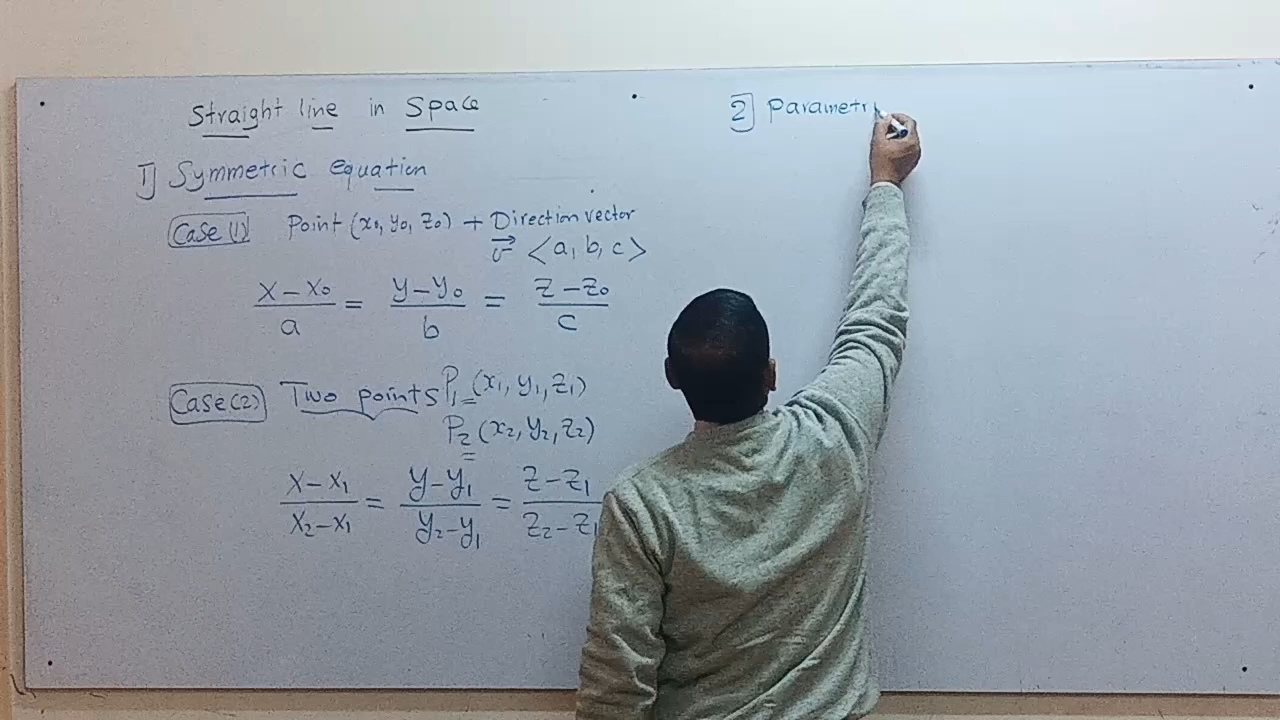 Straight line in Space
1] Symmetric equation
Case (1) Point (x₀, y₀, z₀) + Direction vector
v⃗ <a, b, c>
x - x₀ / a = y - y₀ / b = z - z₀ / c
Case (2) Two points P₁ (x₁, y₁, z₁)
P₂ (x₂, y₂, z₂)
x - x₁ / x₂ - x₁ = y - y₁ / y₂ - y₁ = z - z₁ / z₂ - z₁
2] Parametr